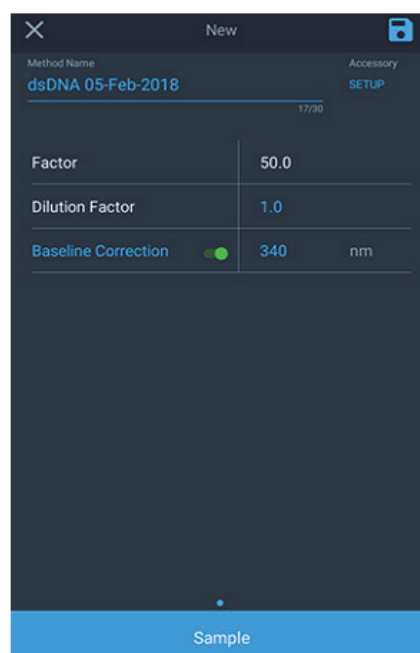 New
Method Name
Accessory
dsDNA 05-Feb-2018
SETUP
17/30
Factor 50.0
Dilution Factor 1.0
Baseline Correction 340 nm
Sample